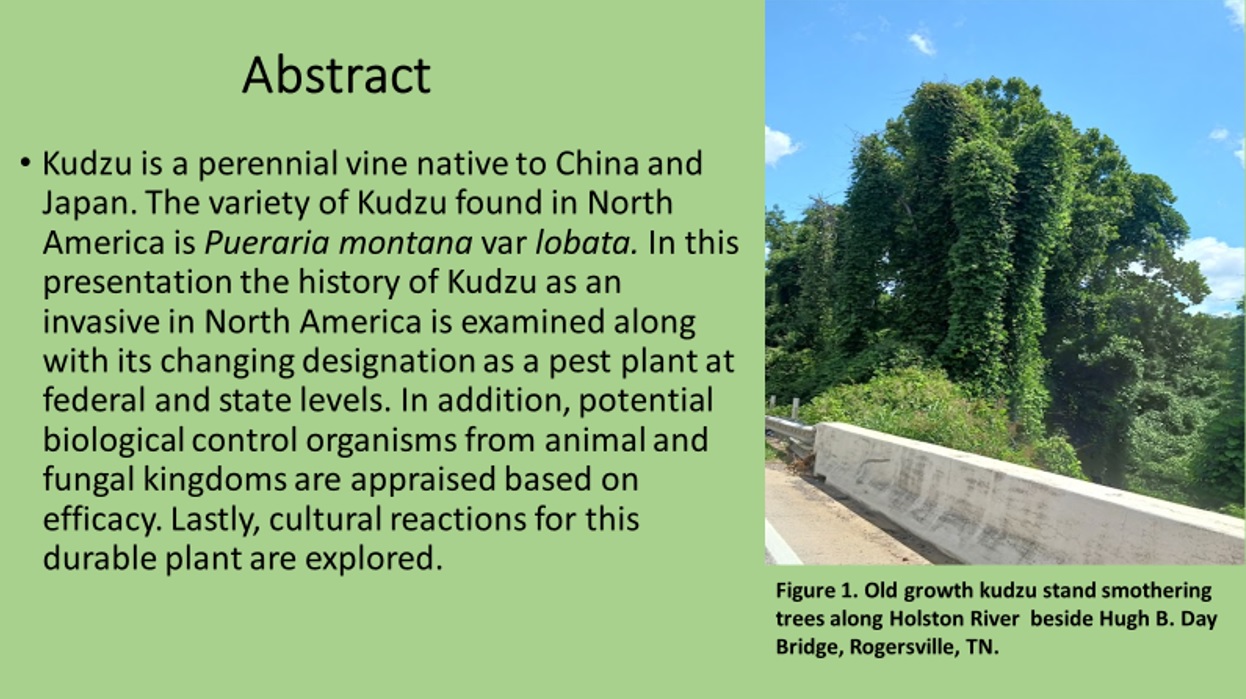 Abstract
• Kudzu is a perennial vine native to China and
Japan. The variety of Kudzu found in North
America is Pueraria montana var lobata. In this
presentation the history of Kudzu as an
invasive in North America is examined along
with its changing designation as a pest plant at
federal and state levels. In addition, potential
biological control organisms from animal and
fungal kingdoms are appraised based on
efficacy. Lastly, cultural reactions for this
durable plant are explored.
Figure 1. Old growth kudzu stand smothering
trees along Holston River  beside Hugh B. Day
Bridge, Rogersville, TN.